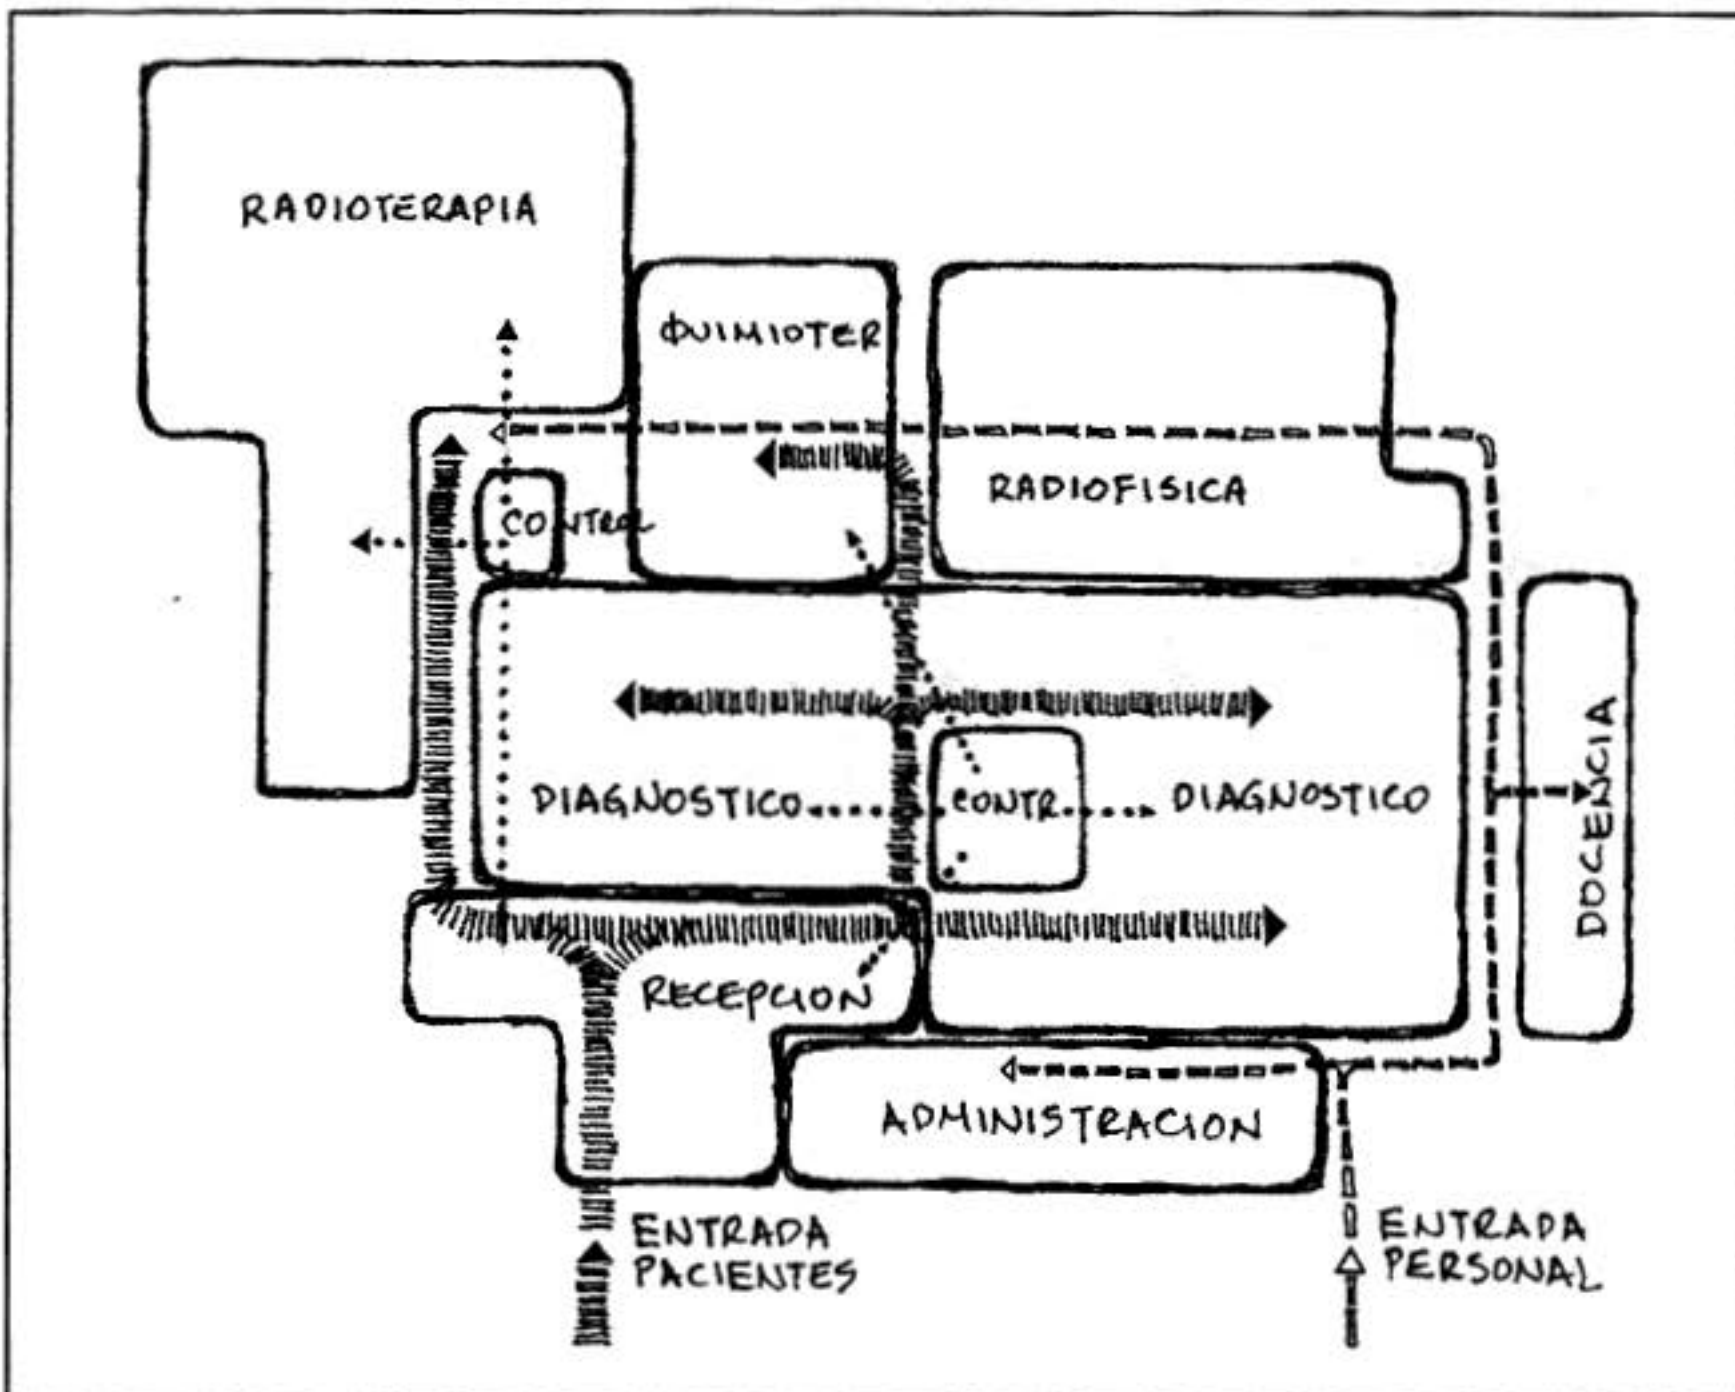 RADIOTERAPIA
QUIMIOTER
RADIOFISICA
CONTROL
DIAGNOSTICO
CONTR.
DIAGNOSTICO
DOCENCIA
RECEPCION
ADMINISTRACION
ENTRADA
PACIENTES
ENTRADA
PERSONAL